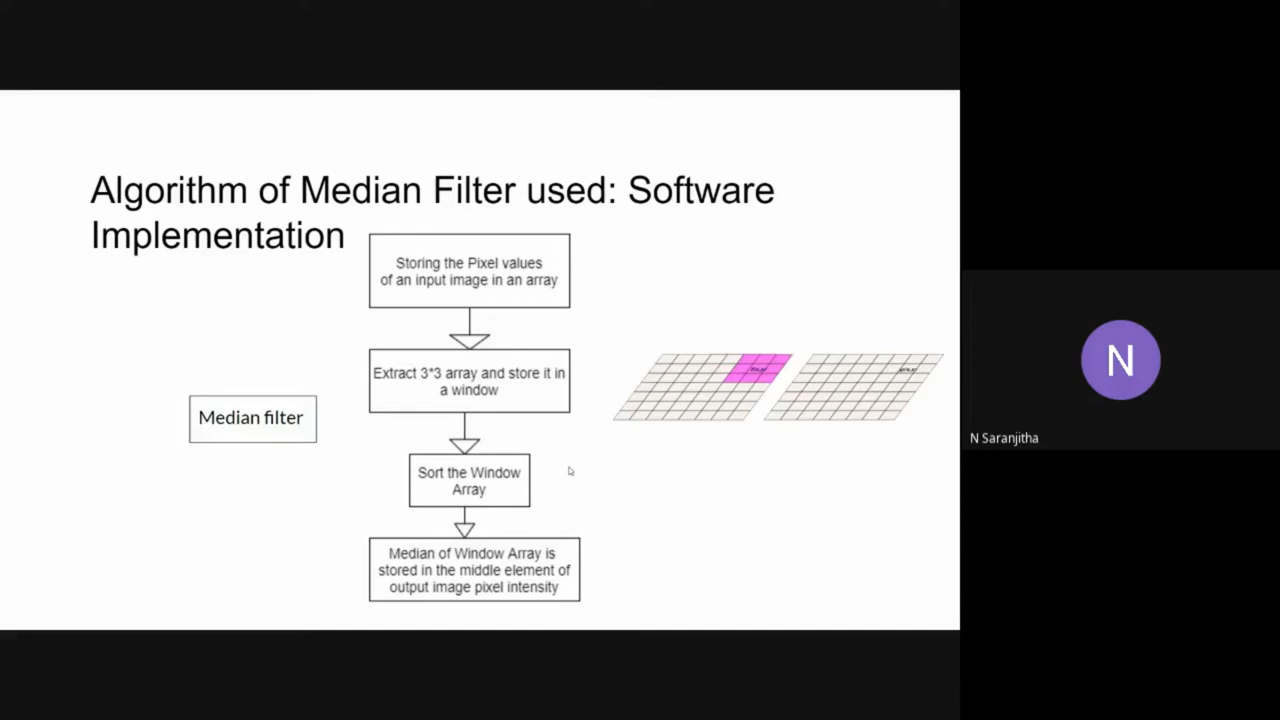 Algorithm of Median Filter used: Software
Implementation
Storing the Pixel values
of an input image in an array
Extract 3*3 array and store it in
a window
Median filter
Sort the Window
Array
Median of Window Array is
stored in the middle element of
output image pixel intensity
N
N Saranjitha